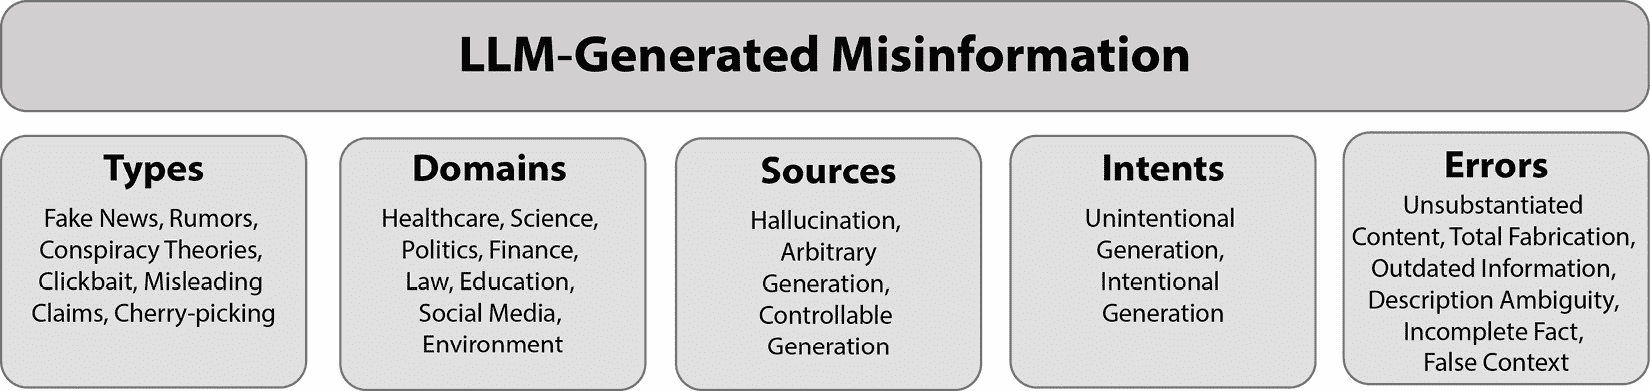 LLM-Generated Misinformation
Types
Fake News, Rumors,
Conspiracy Theories,
Clickbait, Misleading
Claims, Cherry-picking
Domains
Healthcare, Science,
Politics, Finance,
Law, Education,
Social Media,
Environment
Sources
Hallucination,
Arbitrary
Generation,
Controllable
Generation
Intents
Unintentional
Generation,
Intentional
Generation
Errors
Unsubstantiated
Content, Total Fabrication,
Outdated Information,
Description Ambiguity,
Incomplete Fact,
False Context